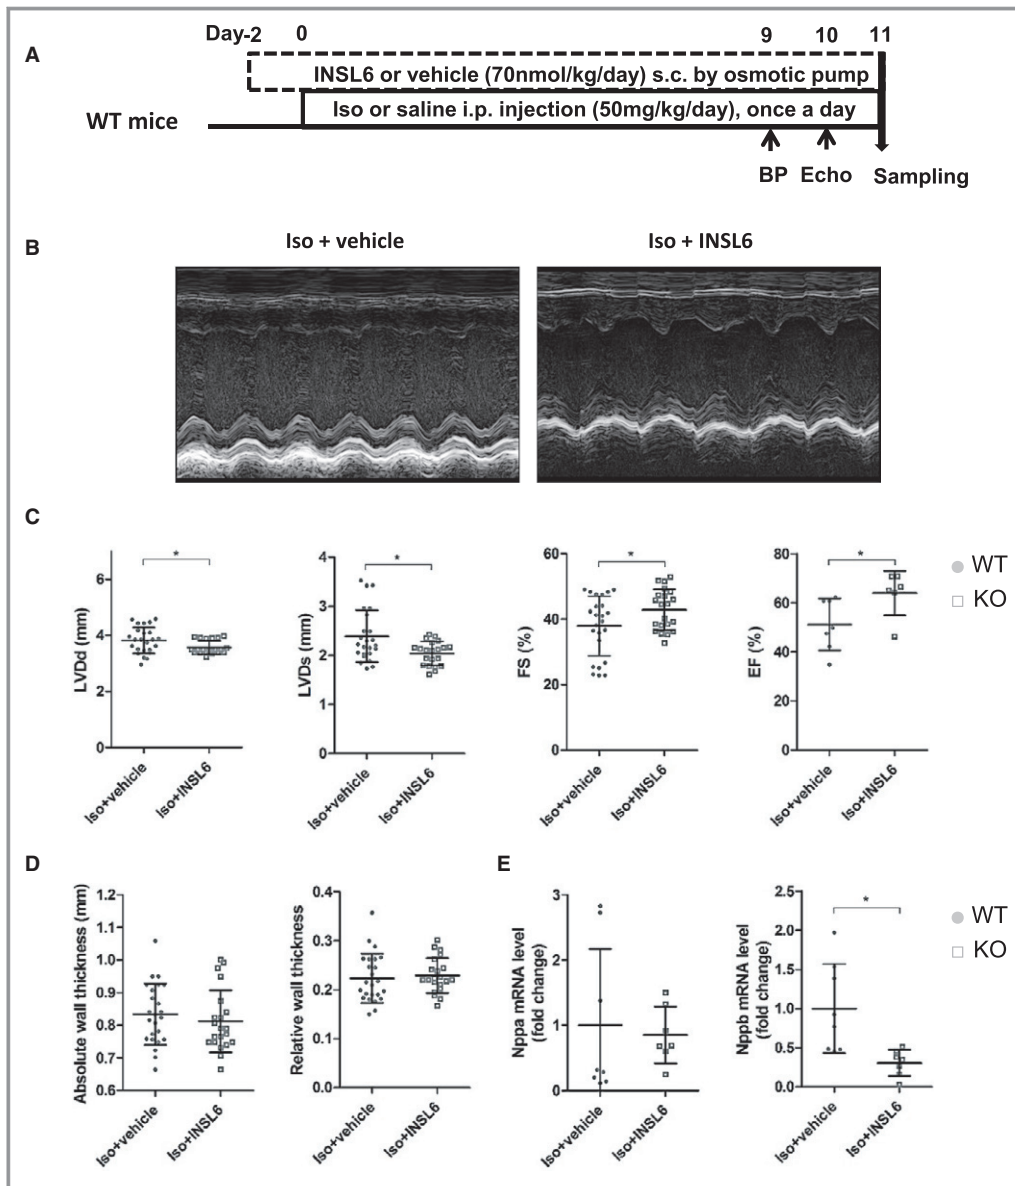 A
Day-2 0 9 10 11
INSL6 or vehicle (70nmol/kg/day) s.c. by osmotic pump
Iso or saline i.p. injection (50mg/kg/day), once a day
WT mice
BP Echo Sampling
B
Iso + vehicle Iso + INSL6
C
LVDd (mm)
6
4
2
0
*
Iso+vehicle
Iso+INSL6
LVDs (mm)
4
3
2
1
0
*
Iso+vehicle
Iso+INSL6
FS (%)
60
40
20
0
*
Iso+vehicle
Iso+INSL6
EF (%)
80
60
40
20
0
*
Iso+vehicle
Iso+INSL6
WT
KO
D
Absolute wall thickness (mm)
1.2
1.1
1.0
0.9
0.8
0.7
0.6
Iso+vehicle
Iso+INSL6
Relative wall thickness
0.4
0.3
0.2
0.1
0.0
Iso+vehicle
Iso+INSL6
E
Nppa mRNA level
(fold change)
3
2
1
0
Iso+vehicle
Iso+INSL6
Nppb mRNA level
(fold change)
2.5
2.0
1.5
1.0
0.5
0.0
*
Iso+vehicle
Iso+INSL6
WT
KO